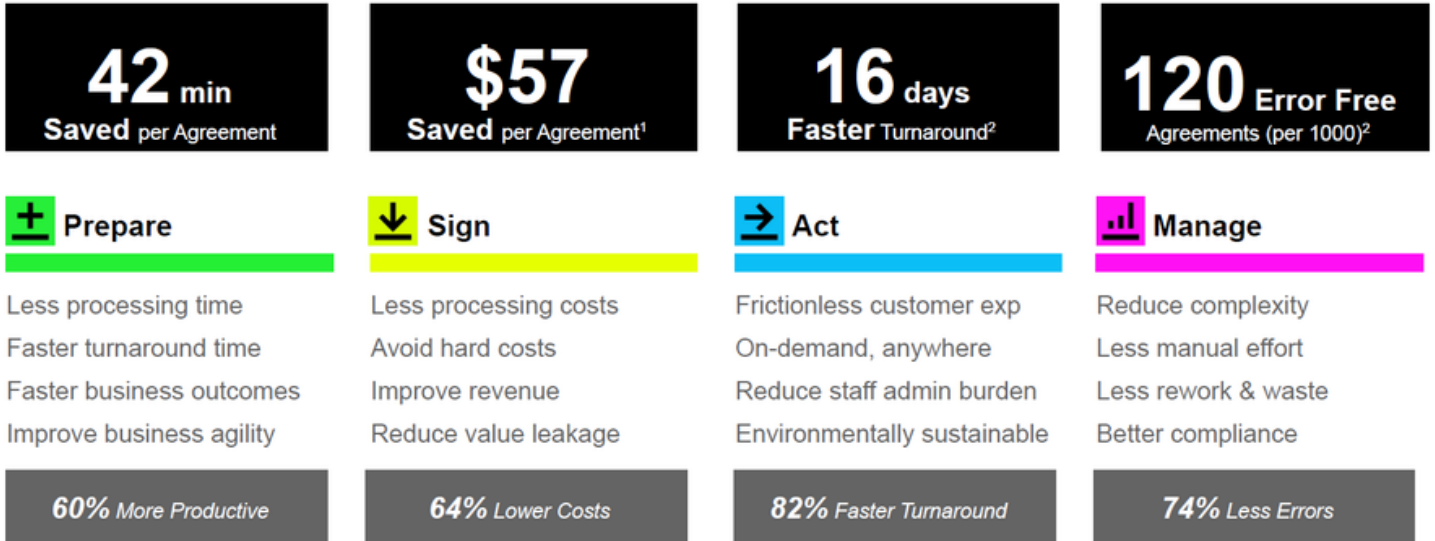 42 min
Saved per Agreement
$57
Saved per Agreement¹
16 days
Faster Turnaround²
120 Error Free
Agreements (per 1000)²
Prepare
Less processing time
Faster turnaround time
Faster business outcomes
Improve business agility
60% More Productive
Sign
Less processing costs
Avoid hard costs
Improve revenue
Reduce value leakage
64% Lower Costs
Act
Frictionless customer exp
On-demand, anywhere
Reduce staff admin burden
Environmentally sustainable
82% Faster Turnaround
Manage
Reduce complexity
Less manual effort
Less rework & waste
Better compliance
74% Less Errors